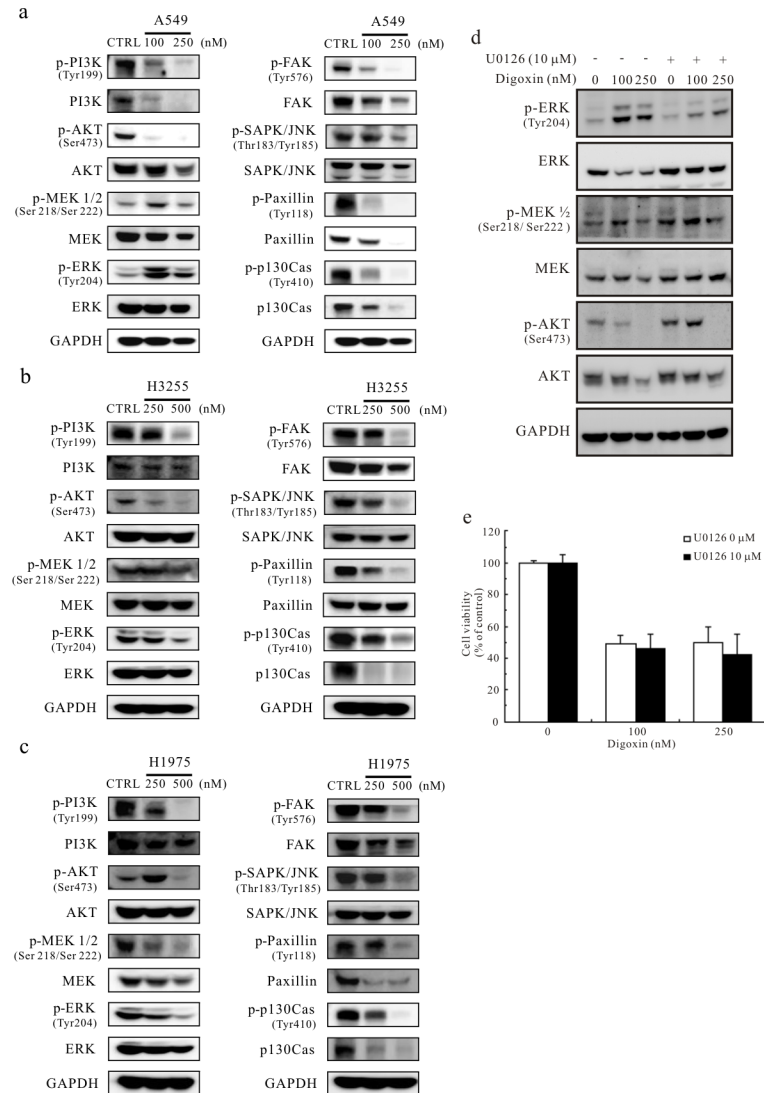 a
A549
CTRL 100 250 (nM)
p-PI3K
(Tyr199)
PI3K
p-AKT
(Ser473)
AKT
p-MEK 1/2
(Ser 218/Ser 222)
MEK
p-ERK
(Tyr204)
ERK
GAPDH
A549
CTRL 100 250 (nM)
p-FAK
(Tyr576)
FAK
p-SAPK/JNK
(Thr183/Tyr185)
SAPK/JNK
p-Paxillin
(Tyr118)
Paxillin
p-p130Cas
(Tyr410)
p130Cas
GAPDH
b
H3255
CTRL 250 500 (nM)
p-PI3K
(Tyr199)
PI3K
p-AKT
(Ser473)
AKT
p-MEK 1/2
(Ser 218/Ser 222)
MEK
p-ERK
(Tyr204)
ERK
GAPDH
H3255
CTRL 250 500 (nM)
p-FAK
(Tyr576)
FAK
p-SAPK/JNK
(Thr183/Tyr185)
SAPK/JNK
p-Paxillin
(Tyr118)
Paxillin
p-p130Cas
(Tyr410)
p130Cas
GAPDH
c
H1975
CTRL 250 500 (nM)
p-PI3K
(Tyr199)
PI3K
p-AKT
(Ser473)
AKT
p-MEK 1/2
(Ser 218/Ser 222)
MEK
p-ERK
(Tyr204)
ERK
GAPDH
H1975
CTRL 250 500 (nM)
p-FAK
(Tyr576)
FAK
p-SAPK/JNK
(Thr183/Tyr185)
SAPK/JNK
p-Paxillin
(Tyr118)
Paxillin
p-p130Cas
(Tyr410)
p130Cas
GAPDH
d
U0126 (10 μM) - - - + + +
Digoxin (nM) 0 100 250 0 100 250
p-ERK
(Tyr204)
ERK
p-MEK ½
(Ser218/ Ser222 )
MEK
p-AKT
(Ser473)
AKT
GAPDH
e
U0126 0 μM
U0126 10 μM
Cell viability
(% of control)
140
120
100
80
60
40
20
0
0 100 250
Digoxin (nM)